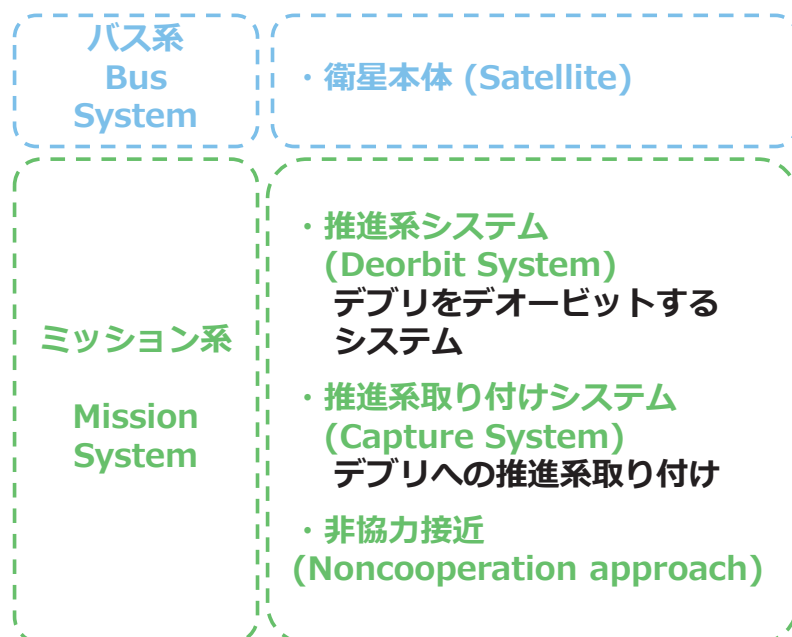 バス系
Bus
System
・衛星本体 (Satellite)
ミッション系
Mission
System
・推進系システム
(Deorbit System)
デブリをデオービットする
システム
・推進系取り付けシステム
(Capture System)
デブリへの推進系取り付け
・非協力接近
(Noncooperation approach)